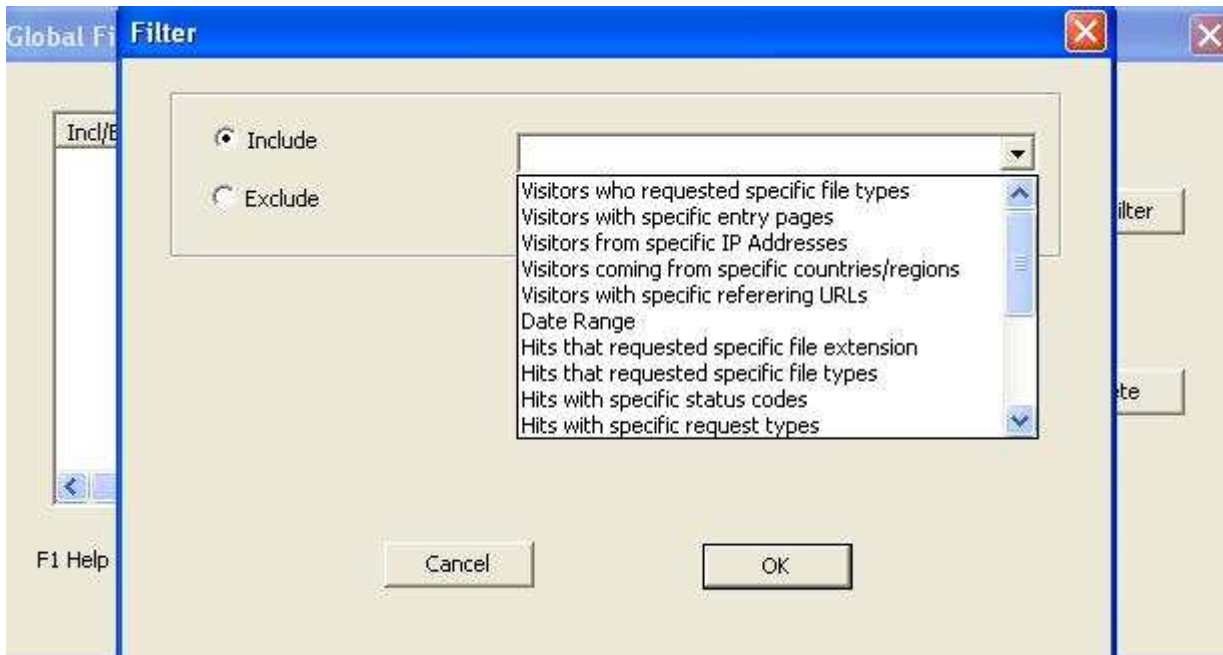 Global Fi
Filter
Incl/E
Include
Exclude
Visitors who requested specific file types
Visitors with specific entry pages
Visitors from specific IP Addresses
Visitors coming from specific countries/regions
Visitors with specific referering URLs
Date Range
Hits that requested specific file extension
Hits that requested specific file types
Hits with specific status codes
Hits with specific request types
ilter
ete
F1 Help
Cancel
OK